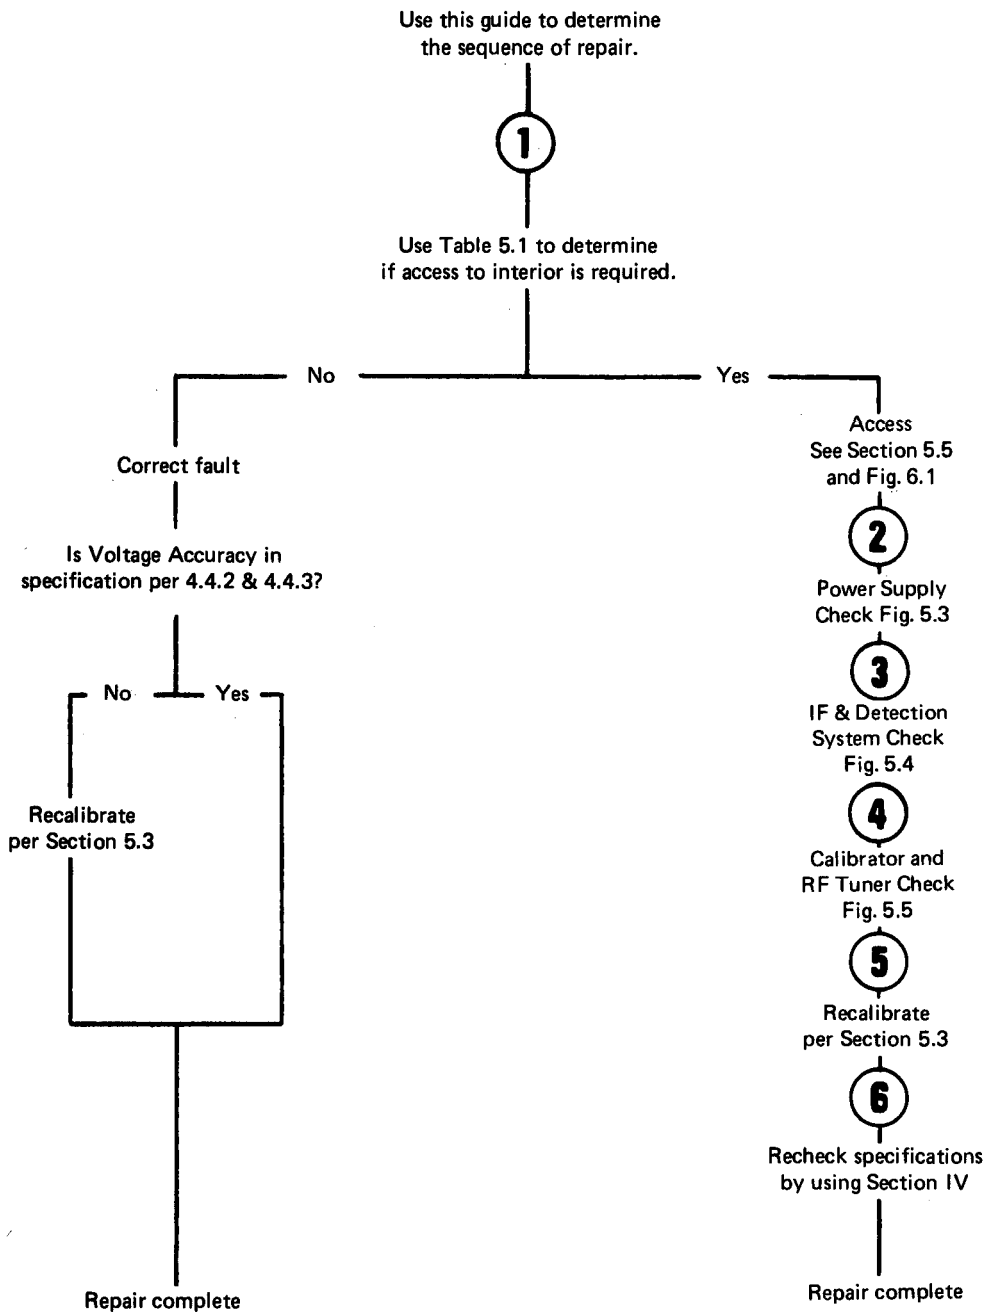 Use this guide to determine
the sequence of repair.
1
Use Table 5.1 to determine
if access to interior is required.
No
Yes
Correct fault
Is Voltage Accuracy in
specification per 4.4.2 & 4.4.3?
No
Yes
Recalibrate
per Section 5.3
Repair complete
Access
See Section 5.5
and Fig. 6.1
2
Power Supply
Check Fig. 5.3
3
IF & Detection
System Check
Fig. 5.4
4
Calibrator and
RF Tuner Check
Fig. 5.5
5
Recalibrate
per Section 5.3
6
Recheck specifications
by using Section IV
Repair complete